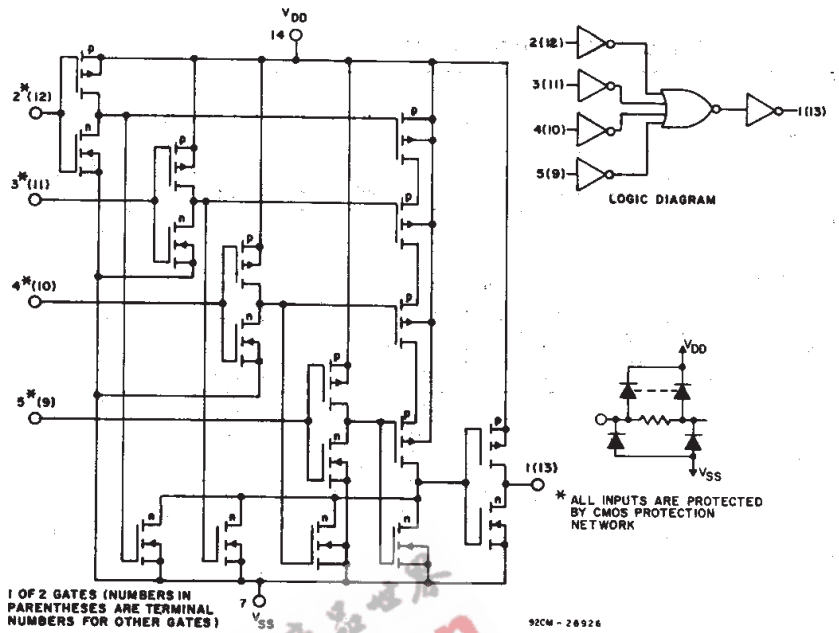 VDD
14
p
2*(12)
n
p
3*(11)
n
p
4*(10)
n
p
5*(9)
n
p
p
p
p
n
n
n
n
p
1(13)
n
7
VSS
2(12)
3(11)
4(10)
5(9)
1(13)
LOGIC DIAGRAM
VDD
VSS
* ALL INPUTS ARE PROTECTED
BY CMOS PROTECTION
NETWORK
1 OF 2 GATES (NUMBERS IN
PARENTHESES ARE TERMINAL
NUMBERS FOR OTHER GATES)
92CM-28926